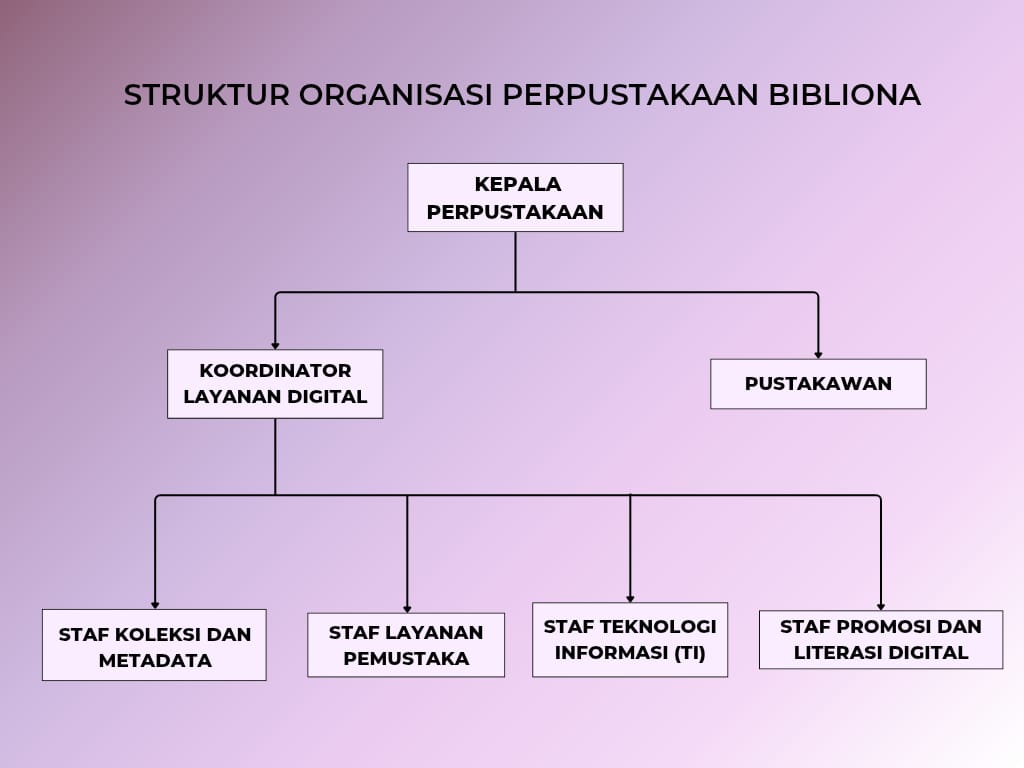 STRUKTUR ORGANISASI PERPUSTAKAAN BIBLIONA
KEPALA
PERPUSTAKAAN
KOORDINATOR
LAYANAN DIGITAL
PUSTAKAWAN
STAF KOLEKSI DAN
METADATA
STAF LAYANAN
PEMUSTAKA
STAF TEKNOLOGI
INFORMASI (TI)
STAF PROMOSI DAN
LITERASI DIGITAL